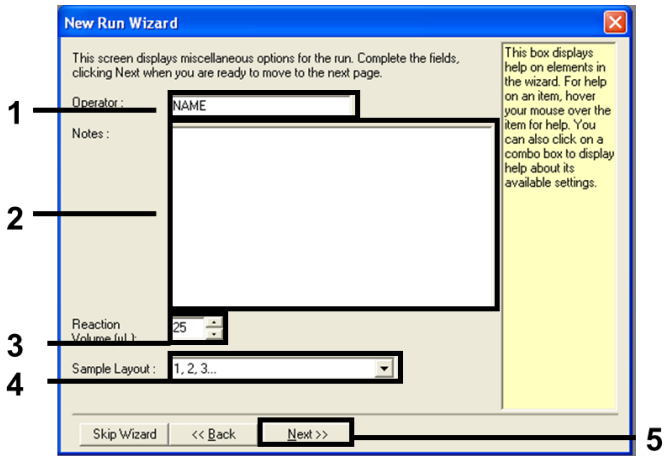 New Run Wizard
This screen displays miscellaneous options for the run. Complete the fields,
clicking Next when you are ready to move to the next page.
This box displays
help on elements in
the wizard. For help
on an item, hover
your mouse over the
item for help. You
can also click on a
combo box to display
help about its
available settings.
1
Operator :
NAME
Notes :
2
Reaction
Volume (µL):
25
3
Sample Layout :
1, 2, 3...
4
Skip Wizard
<< Back
Next >>
5